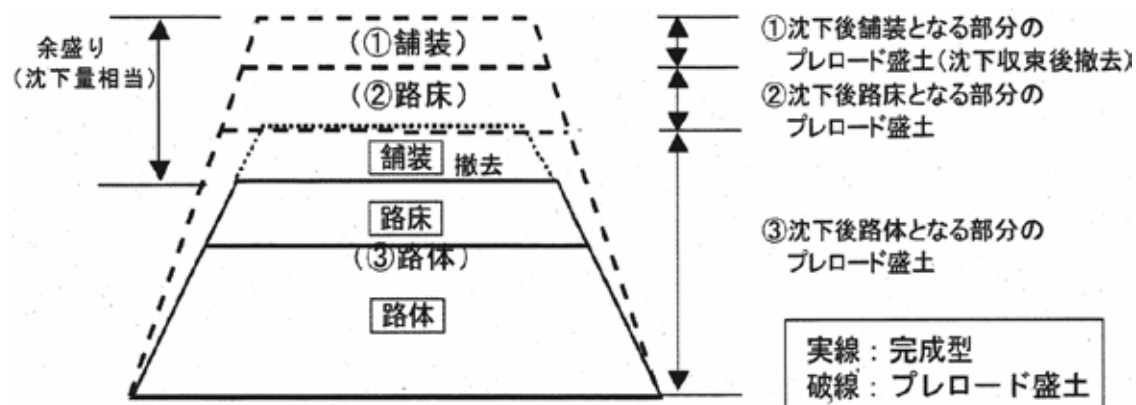 余盛り
(沈下量相当)
(①舗装)
(②路床)
舗装 撤去
路床
(③路体)
路体
①沈下後舗装となる部分の
プレロード盛土(沈下収束後撤去)
②沈下後路床となる部分の
プレロード盛土
③沈下後路体となる部分の
プレロード盛土
実線：完成型
破線：プレロード盛土